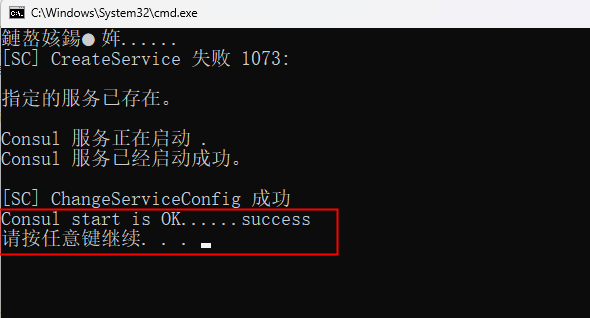 C:\Windows\System32\cmd.exe
鏈嶅姟鍚● 姩......
[SC] CreateService 失败 1073:
指定的服务已存在。
Consul 服务正在启动 .
Consul 服务已经启动成功。
[SC] ChangeServiceConfig 成功
Consul start is OK......success
请按任意键继续. . .